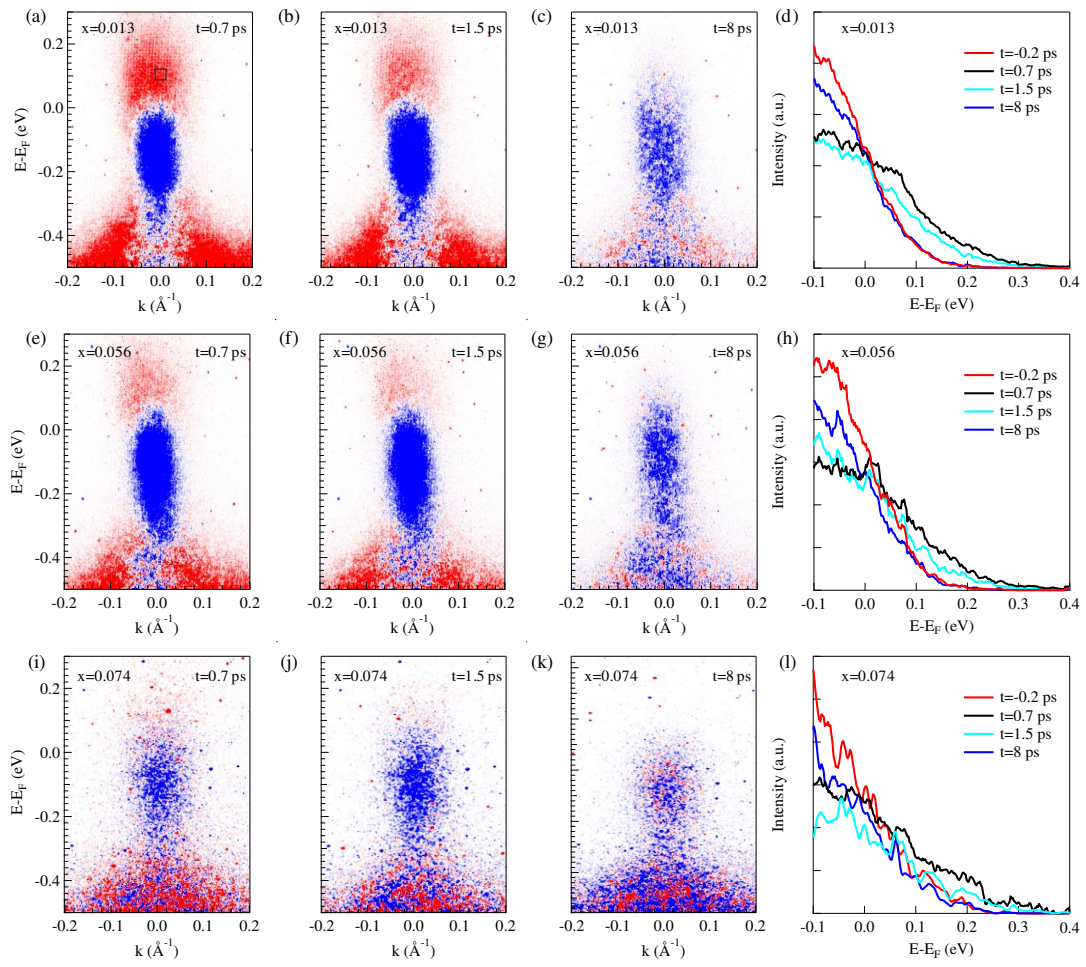 (a)
x=0.013
t=0.7 ps
0.2
0.0
-0.2
-0.4
E-E_F (eV)
-0.2
-0.1
0.0
0.1
0.2
k (Å⁻¹)
(b)
x=0.013
t=1.5 ps
-0.2
-0.1
0.0
0.1
0.2
k (Å⁻¹)
(c)
x=0.013
t=8 ps
-0.2
-0.1
0.0
0.1
0.2
k (Å⁻¹)
(d)
x=0.013
t=-0.2 ps
t=0.7 ps
t=1.5 ps
t=8 ps
Intensity (a.u.)
-0.1
0.0
0.1
0.2
0.3
0.4
E-E_F (eV)
(e)
x=0.056
t=0.7 ps
0.2
0.0
-0.2
-0.4
E-E_F (eV)
-0.2
-0.1
0.0
0.1
0.2
k (Å⁻¹)
(f)
x=0.056
t=1.5 ps
-0.2
-0.1
0.0
0.1
0.2
k (Å⁻¹)
(g)
x=0.056
t=8 ps
-0.2
-0.1
0.0
0.1
0.2
k (Å⁻¹)
(h)
x=0.056
t=-0.2 ps
t=0.7 ps
t=1.5 ps
t=8 ps
Intensity (a.u.)
-0.1
0.0
0.1
0.2
0.3
0.4
E-E_F (eV)
(i)
x=0.074
t=0.7 ps
0.2
0.0
-0.2
-0.4
E-E_F (eV)
-0.2
-0.1
0.0
0.1
0.2
k (Å⁻¹)
(j)
x=0.074
t=1.5 ps
-0.2
-0.1
0.0
0.1
0.2
k (Å⁻¹)
(k)
x=0.074
t=8 ps
-0.2
-0.1
0.0
0.1
0.2
k (Å⁻¹)
(l)
x=0.074
t=-0.2 ps
t=0.7 ps
t=1.5 ps
t=8 ps
Intensity (a.u.)
-0.1
0.0
0.1
0.2
0.3
0.4
E-E_F (eV)